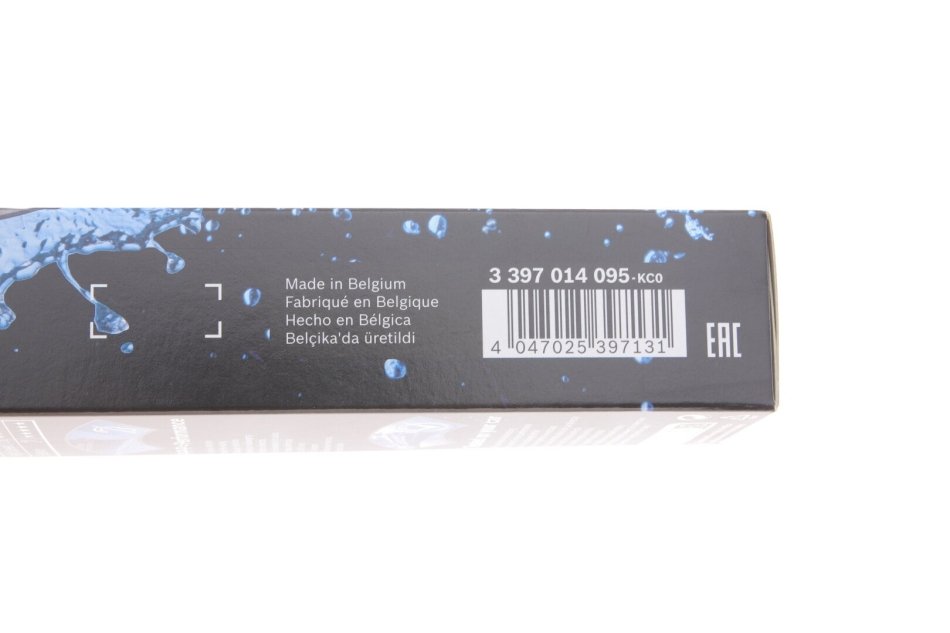 Made in Belgium
Fabriqué en Belgique
Hecho en Bélgica
Belçika'da üretildi
3 397 014 095-KC0
4 047025 397131
EAC